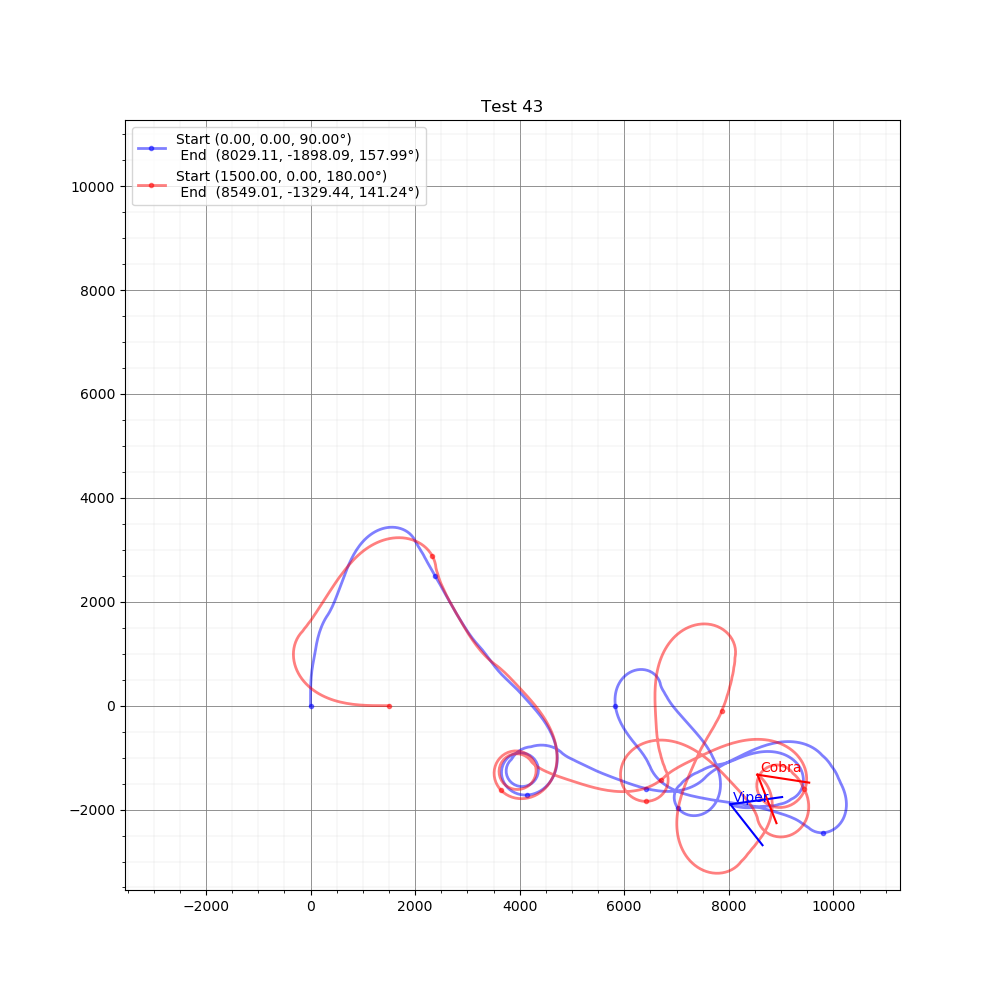 Test 43
Start (0.00, 0.00, 90.00°)
End (8029.11, -1898.09, 157.99°)
Start (1500.00, 0.00, 180.00°)
End (8549.01, -1329.44, 141.24°)
10000
8000
6000
4000
2000
0
−2000
Cobra
Viper
−2000
0
2000
4000
6000
8000
10000